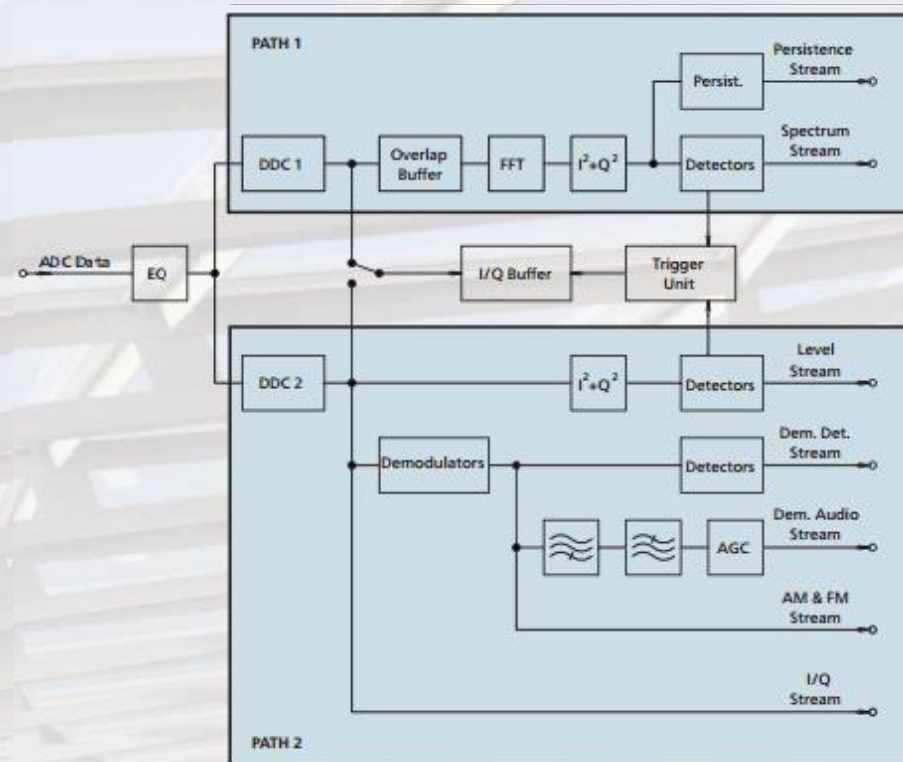 PATH 1
Persistence
Stream
Persist.
Spectrum
Stream
DDC 1
Overlap
Buffer
FFT
I²+Q²
Detectors
ADC Data
EQ
I/Q Buffer
Trigger
Unit
Level
Stream
DDC 2
I²+Q²
Detectors
Dem. Det.
Stream
Demodulators
Detectors
Dem. Audio
Stream
AGC
AM & FM
Stream
I/Q
Stream
PATH 2